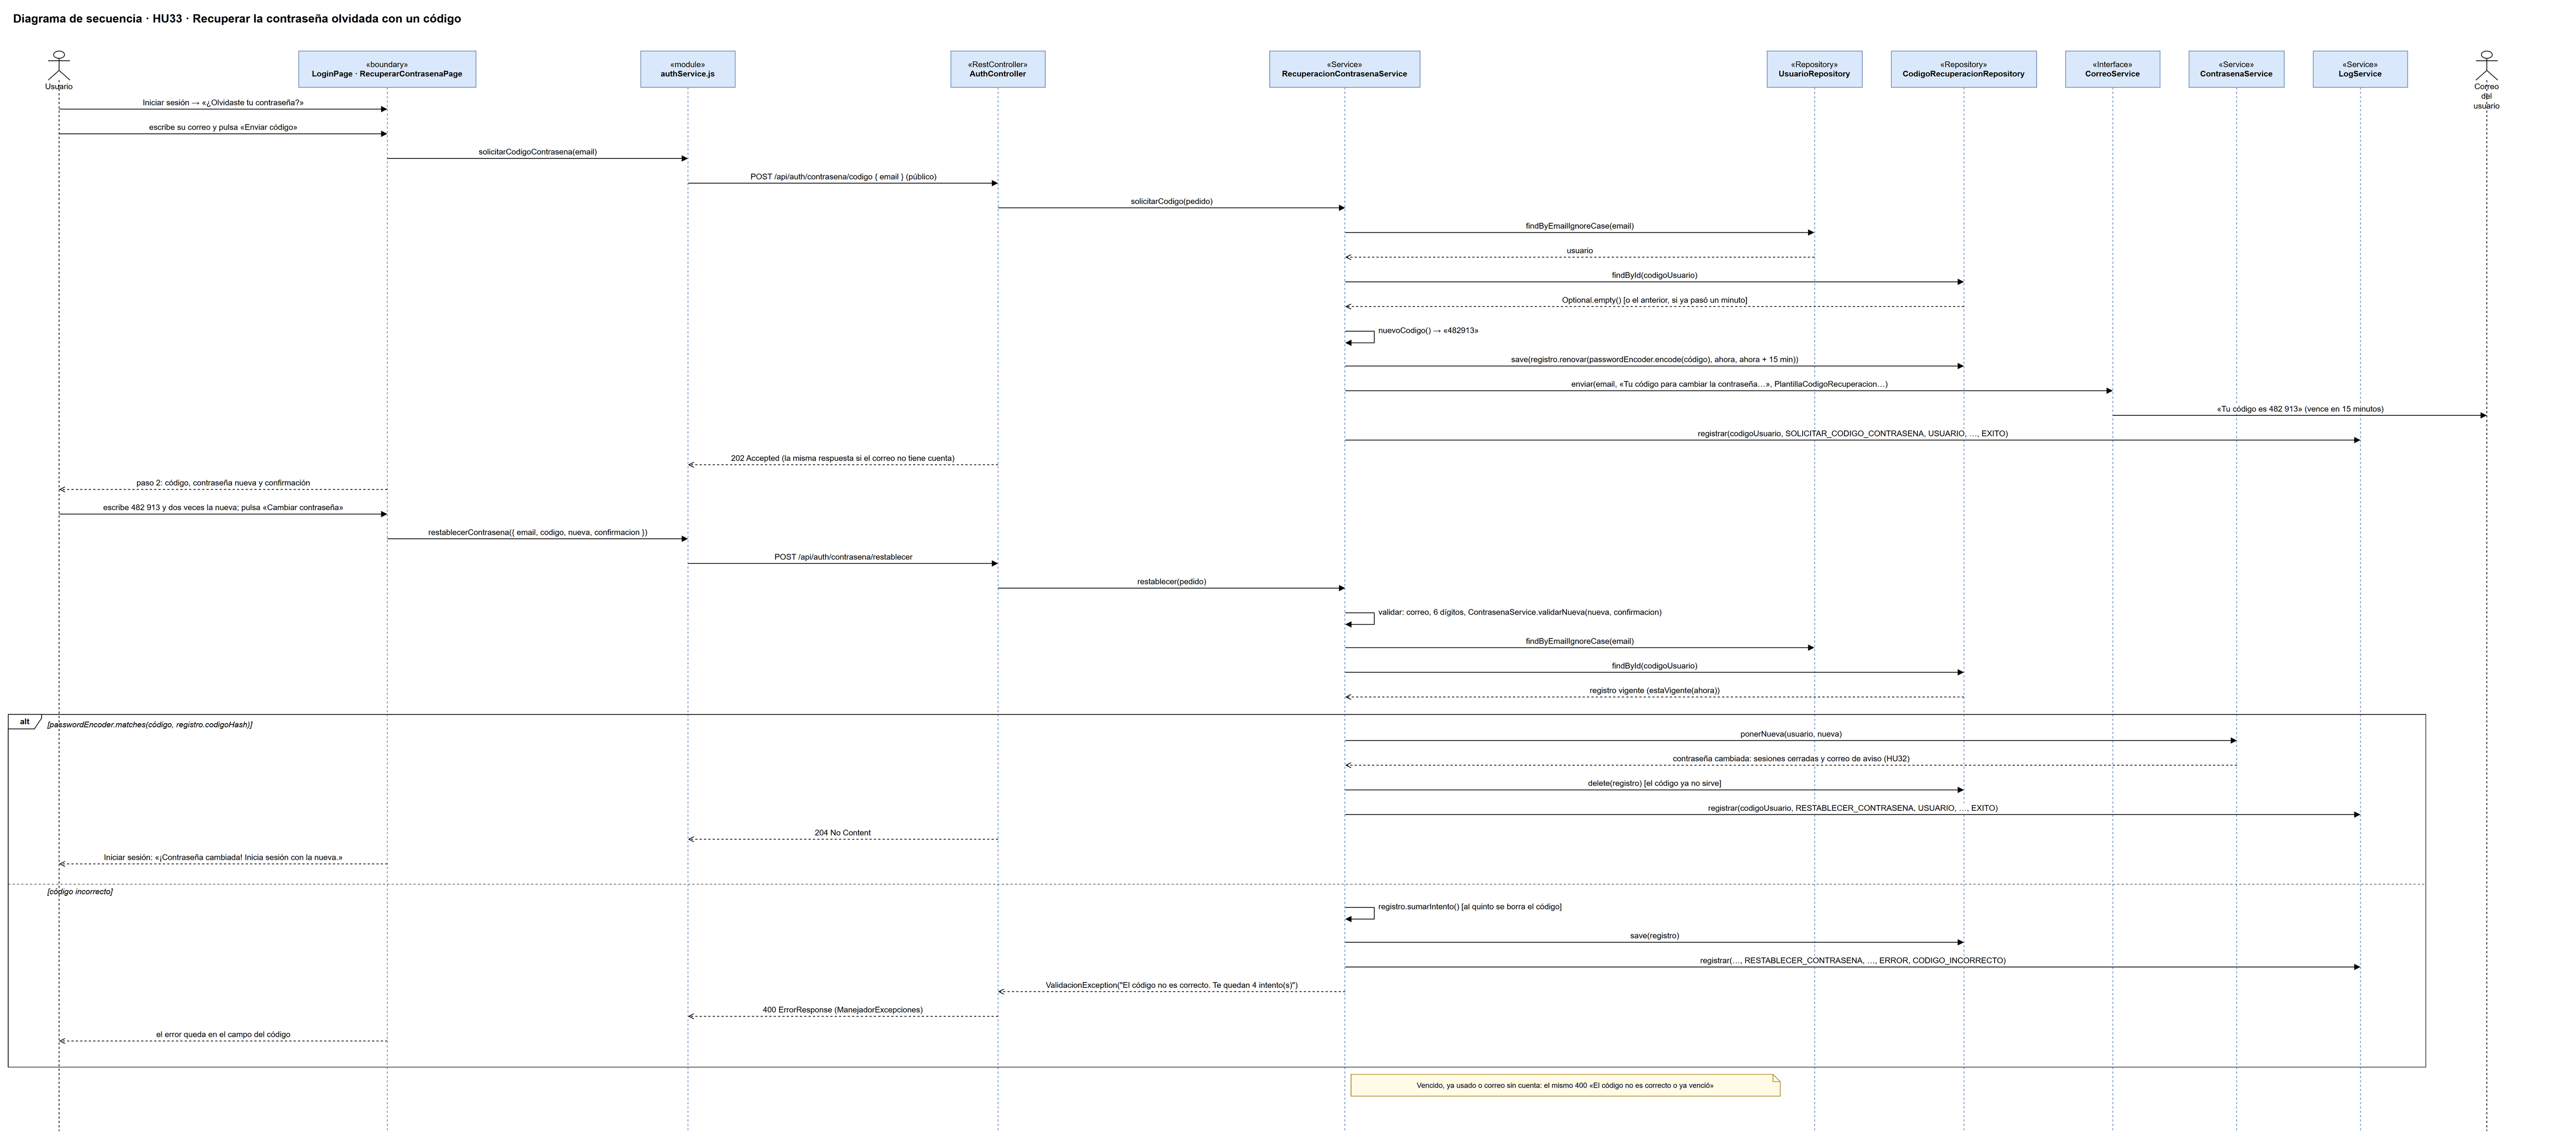 Diagrama de secuencia · HU33 · Recuperar la contraseña olvidada con un código
Usuario
«boundary»
LoginPage · RecuperarContrasenaPage
«module»
authService.js
«RestController»
AuthController
«Service»
RecuperacionContrasenaService
«Repository»
UsuarioRepository
«Repository»
CodigoRecuperacionRepository
«Interface»
CorreoService
«Service»
ContrasenaService
«Service»
LogService
Correo
del
usuario
Iniciar sesión → «¿Olvidaste tu contraseña?»
escribe su correo y pulsa «Enviar código»
solicitarCodigoContrasena(email)
POST /api/auth/contrasena/codigo { email } (público)
solicitarCodigo(pedido)
findByEmailIgnoreCase(email)
usuario
findById(codigoUsuario)
Optional.empty() [o el anterior, si ya pasó un minuto]
nuevoCodigo() → «482913»
save(registro.renovar(passwordEncoder.encode(código), ahora, ahora + 15 min))
enviar(email, «Tu código para cambiar la contraseña…», PlantillaCodigoRecuperacion…)
«Tu código es 482 913» (vence en 15 minutos)
registrar(codigoUsuario, SOLICITAR_CODIGO_CONTRASENA, USUARIO, …, EXITO)
202 Accepted (la misma respuesta si el correo no tiene cuenta)
paso 2: código, contraseña nueva y confirmación
escribe 482 913 y dos veces la nueva; pulsa «Cambiar contraseña»
restablecerContrasena({ email, codigo, nueva, confirmacion })
POST /api/auth/contrasena/restablecer
restablecer(pedido)
validar: correo, 6 dígitos, ContrasenaService.validarNueva(nueva, confirmacion)
findByEmailIgnoreCase(email)
findById(codigoUsuario)
registro vigente (estaVigente(ahora))
alt
[passwordEncoder.matches(código, registro.codigoHash)]
ponerNueva(usuario, nueva)
contraseña cambiada: sesiones cerradas y correo de aviso (HU32)
delete(registro) [el código ya no sirve]
registrar(codigoUsuario, RESTABLECER_CONTRASENA, USUARIO, …, EXITO)
204 No Content
Iniciar sesión: «¡Contraseña cambiada! Inicia sesión con la nueva.»
[código incorrecto]
registro.sumarIntento() [al quinto se borra el código]
save(registro)
registrar(…, RESTABLECER_CONTRASENA, …, ERROR, CODIGO_INCORRECTO)
ValidacionException("El código no es correcto. Te quedan 4 intento(s)")
400 ErrorResponse (ManejadorExcepciones)
el error queda en el campo del código
Vencido, ya usado o correo sin cuenta: el mismo 400 «El código no es correcto o ya venció»